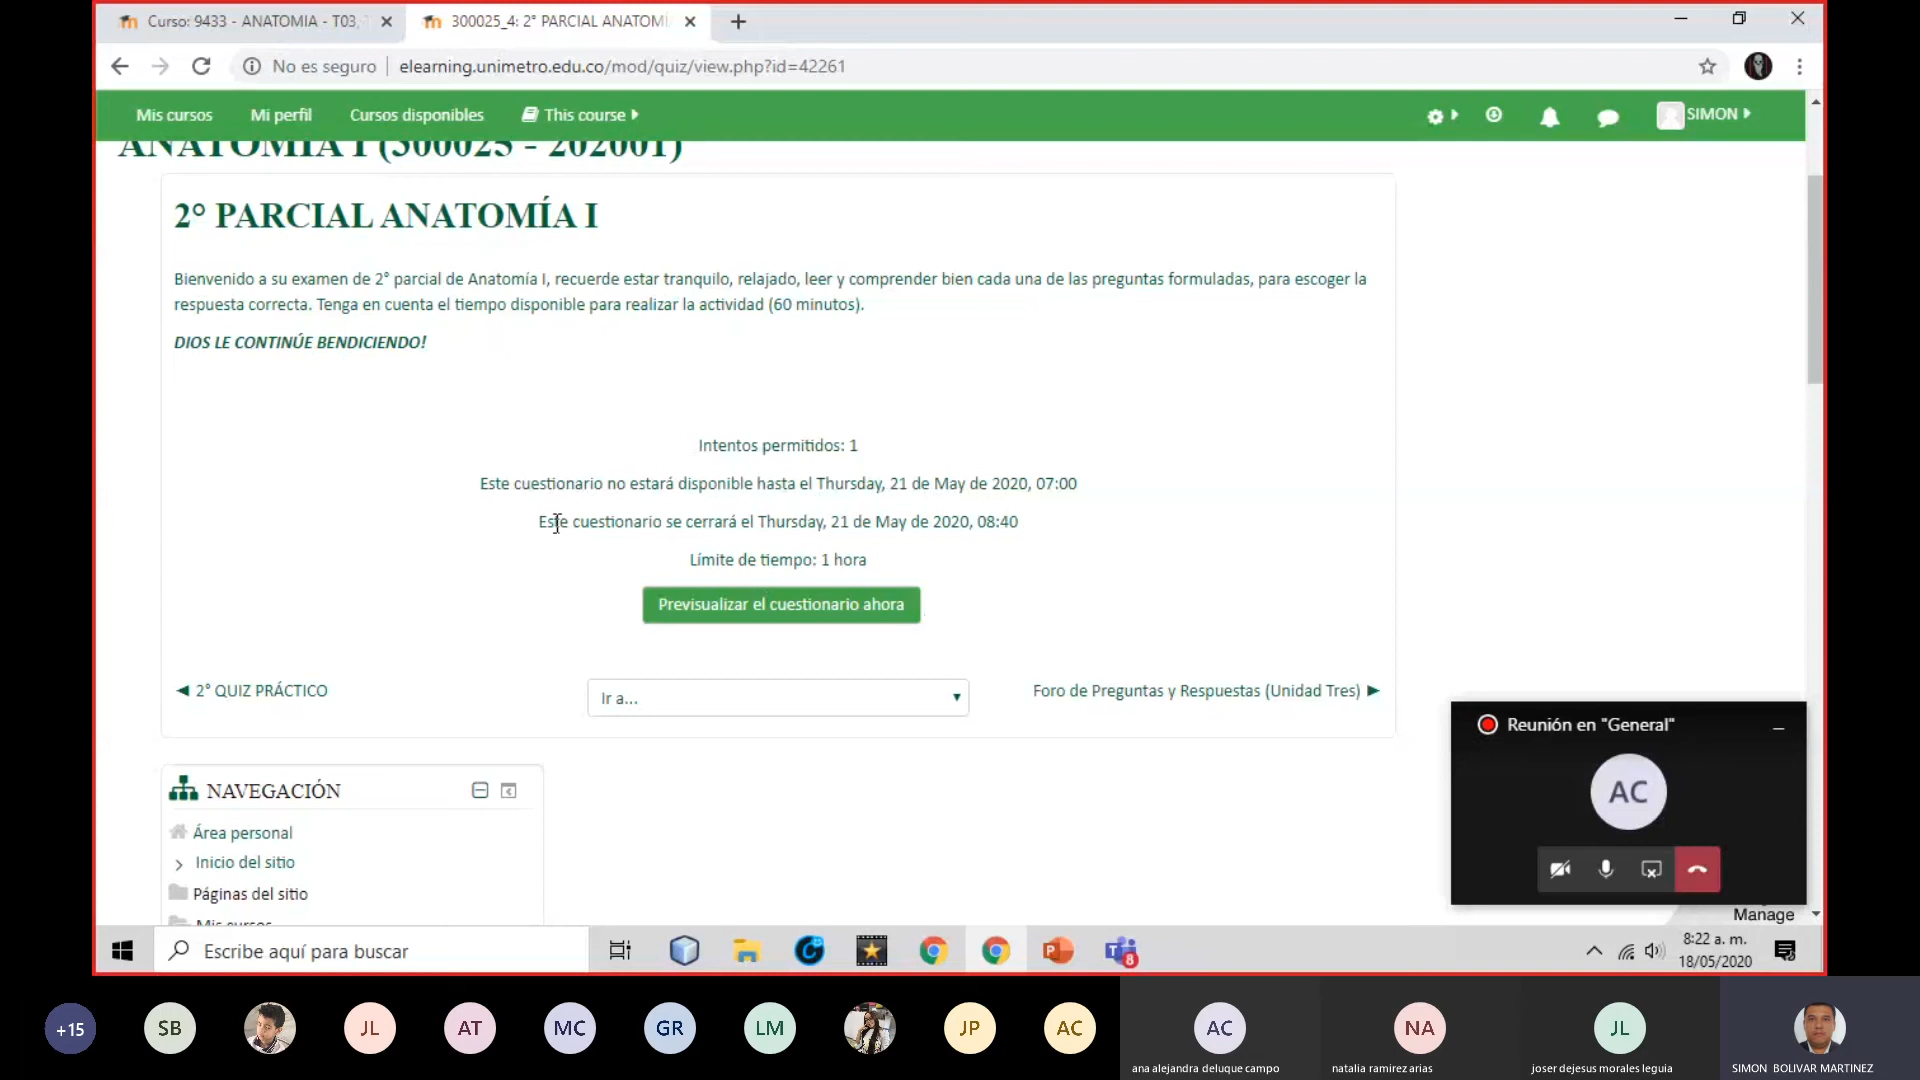 Curso: 9433 - ANATOMIA - T03,
300025_4: 2° PARCIAL ANATOMI
No es seguro
elearning.unimetro.edu.co/mod/quiz/view.php?id=42261
Mis cursos
Mi perfil
Cursos disponibles
This course
SIMON
ANATOMIA I (300025 - 202001)
2° PARCIAL ANATOMÍA I
Bienvenido a su examen de 2° parcial de Anatomía I, recuerde estar tranquilo, relajado, leer y comprender bien cada una de las preguntas formuladas, para escoger la
respuesta correcta. Tenga en cuenta el tiempo disponible para realizar la actividad (60 minutos).
DIOS LE CONTINÚE BENDICIENDO!
Intentos permitidos: 1
Este cuestionario no estará disponible hasta el Thursday, 21 de May de 2020, 07:00
Este cuestionario se cerrará el Thursday, 21 de May de 2020, 08:40
Límite de tiempo: 1 hora
Previsualizar el cuestionario ahora
◄ 2° QUIZ PRÁCTICO
Ir a...
Foro de Preguntas y Respuestas (Unidad Tres) ►
Reunión en "General"
AC
NAVEGACIÓN
Área personal
Inicio del sitio
Páginas del sitio
Mis cursos
Manage
Escribe aquí para buscar
8
8:22 a. m.
18/05/2020
+15
SB
JL
AT
MC
GR
LM
JP
AC
AC
NA
JL
ana alejandra deluque campo
natalia ramirez arias
joser dejesus morales leguia
SIMON BOLIVAR MARTINEZ